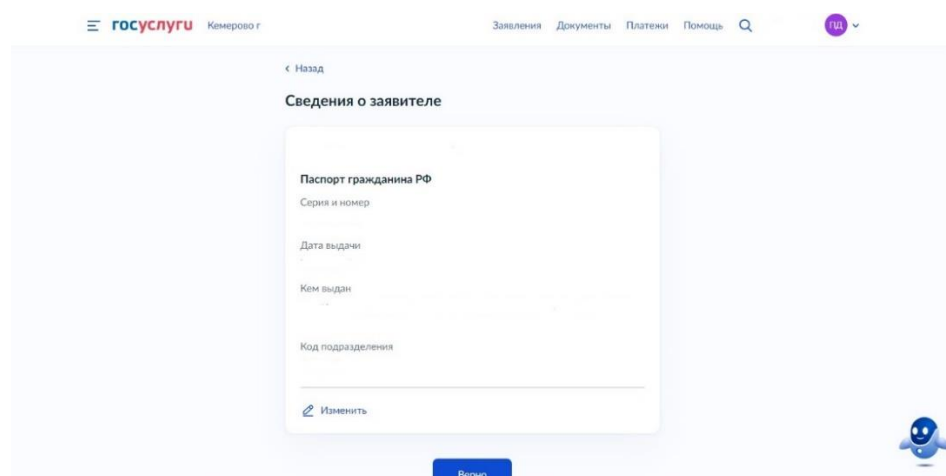 госуслуги Кемерово г Заявления Документы Платежи Помощь ПД
Назад
Сведения о заявителе
Паспорт гражданина РФ
Серия и номер
Дата выдачи
Кем выдан
Код подразделения
Изменить
Верно